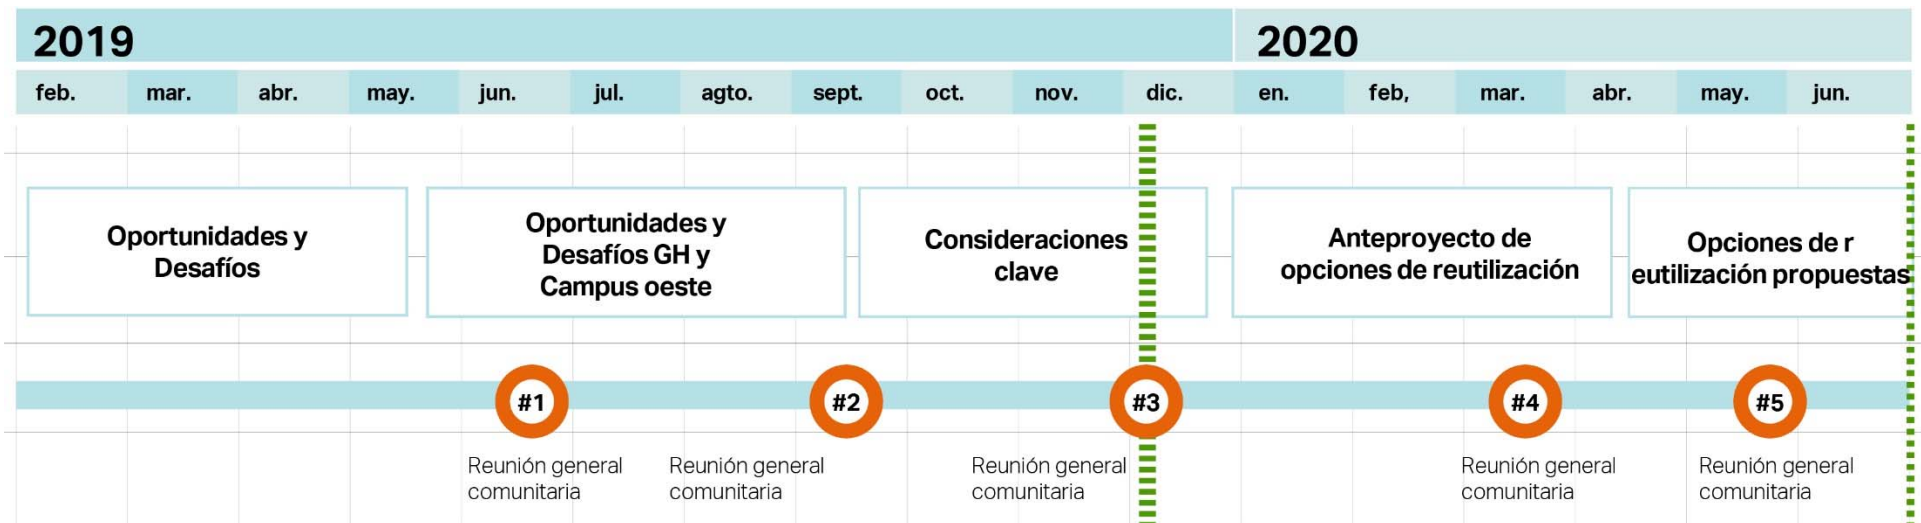 2019
2020
feb. mar. abr. may. jun. jul. agto. sept. oct. nov. dic. en. feb, mar. abr. may. jun.
Oportunidades y
Desafíos
Oportunidades y
Desafíos GH y
Campus oeste
Consideraciones
clave
Anteproyecto de
opciones de reutilización
Opciones de r
eutilización propuestas
#1
#2
#3
#4
#5
Reunión general
comunitaria
Reunión general
comunitaria
Reunión general
comunitaria
Reunión general
comunitaria
Reunión general
comunitaria